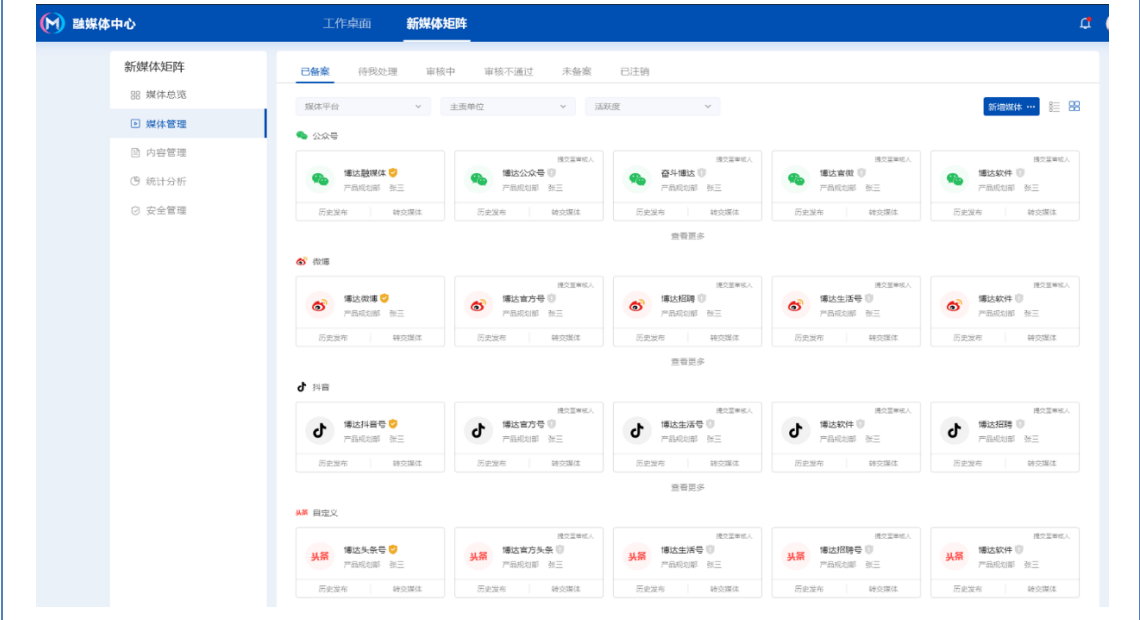 融媒体中心 工作桌面 新媒体矩阵
新媒体矩阵
媒体总览
媒体管理
内容管理
统计分析
安全管理
已备案 待我处理 审核中 审核不通过 未备案 已注销
媒体平台 主责单位 活跃度 新增媒体 ···
公众号
提交至审核人 提交至审核人 提交至审核人 提交至审核人
博达融媒体 博达公众号 奋斗博达 博达官微 博达软件
产品规划部 张三 产品规划部 张三 产品规划部 张三 产品规划部 张三 产品规划部 张三
历史发布 转交媒体 历史发布 转交媒体 历史发布 转交媒体 历史发布 转交媒体 历史发布 转交媒体
查看更多
微博
提交至审核人 提交至审核人 提交至审核人 提交至审核人
博达微博 博达官方号 博达招聘 博达生活号 博达软件
产品规划部 张三 产品规划部 张三 产品规划部 张三 产品规划部 张三 产品规划部 张三
历史发布 转交媒体 历史发布 转交媒体 历史发布 转交媒体 历史发布 转交媒体 历史发布 转交媒体
查看更多
抖音
提交至审核人 提交至审核人 提交至审核人 提交至审核人
博达抖音号 博达官方号 博达生活号 博达软件 博达招聘
产品规划部 张三 产品规划部 张三 产品规划部 张三 产品规划部 张三 产品规划部 张三
历史发布 转交媒体 历史发布 转交媒体 历史发布 转交媒体 历史发布 转交媒体 历史发布 转交媒体
查看更多
头条 自定义
提交至审核人 提交至审核人 提交至审核人 提交至审核人
头条 博达头条号 头条 博达官方头条 头条 博达生活号 头条 博达招聘号 头条 博达软件
产品规划部 张三 产品规划部 张三 产品规划部 张三 产品规划部 张三 产品规划部 张三
历史发布 转交媒体 历史发布 转交媒体 历史发布 转交媒体 历史发布 转交媒体 历史发布 转交媒体